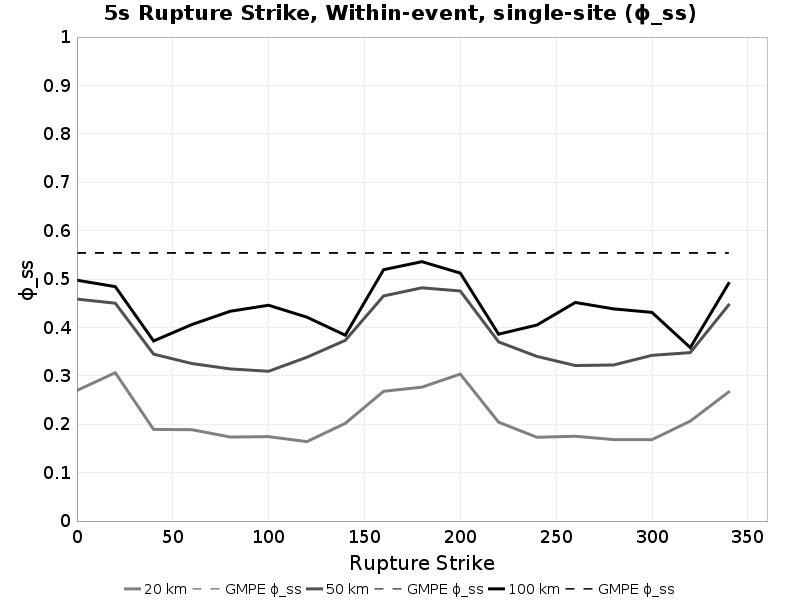 5s Rupture Strike, Within-event, single-site (ϕ_ss)
1
0.9
0.8
0.7
0.6
0.5
0.4
0.3
0.2
0.1
0
ϕ_ss
0 50 100 150 200 250 300 350
Rupture Strike
20 km GMPE ϕ_ss 50 km GMPE ϕ_ss 100 km GMPE ϕ_ss